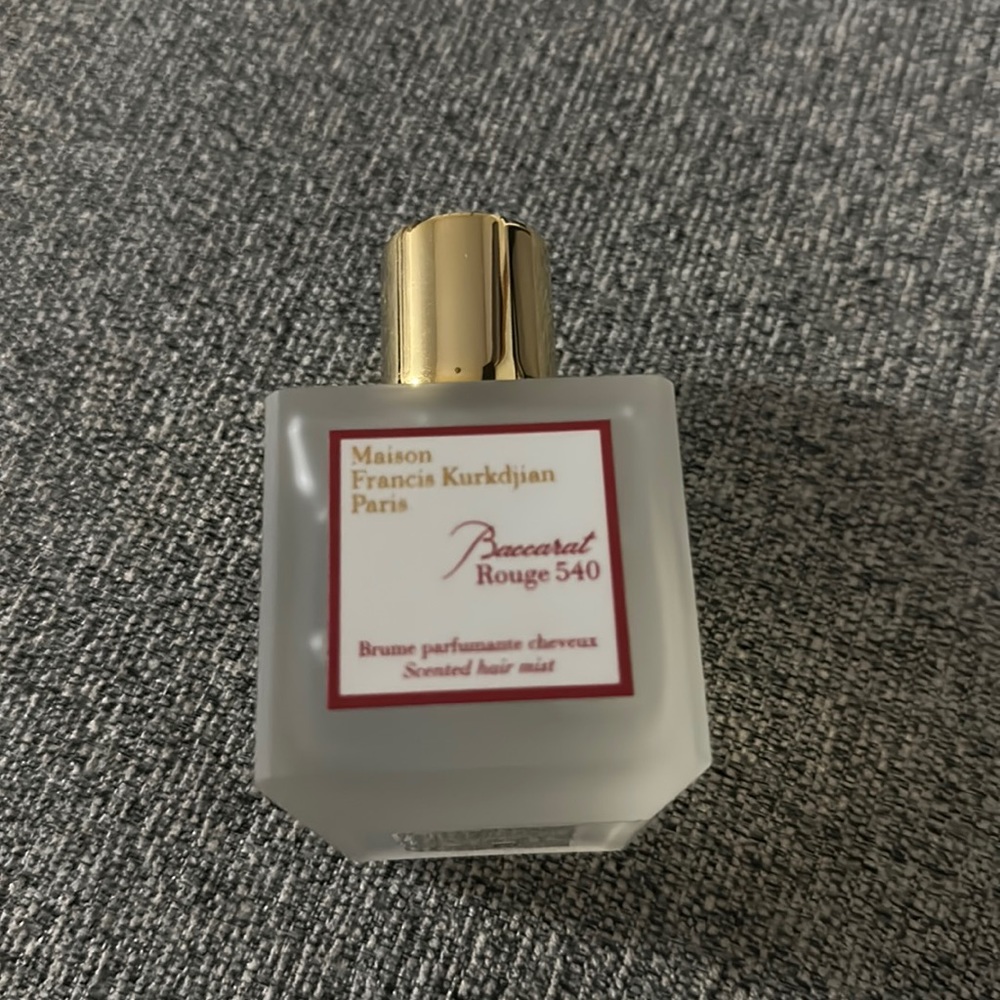 Maison
Francis Kurkdjian
Paris
Baccarat
Rouge 540
Brume parfumante cheveux
Scented hair mist